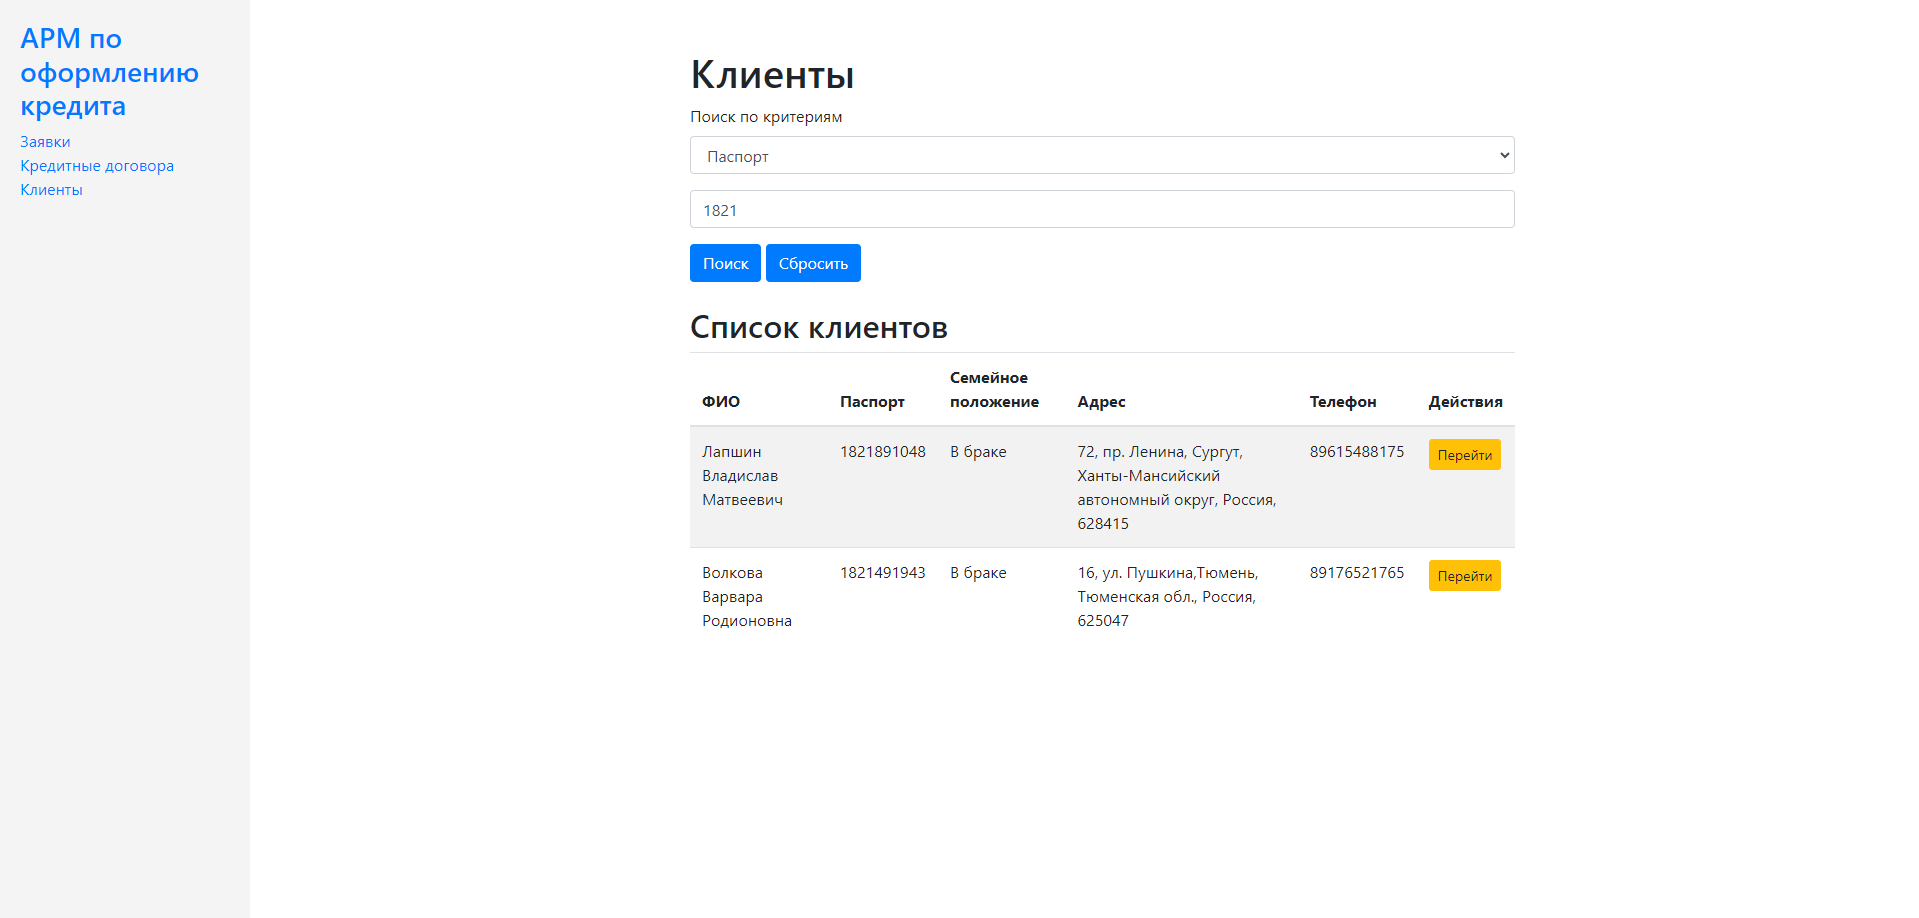 АРМ по
оформлению
кредита
Заявки
Кредитные договора
Клиенты
Клиенты
Поиск по критериям
Паспорт
1821
Поиск Сбросить
Список клиентов
ФИО Паспорт Семейное положение Адрес Телефон Действия
Лапшин 1821891048 В браке 72, пр. Ленина, Сургут, 89615488175 Перейти
Владислав Ханты-Мансийский
Матвеевич автономный округ, Россия,
628415
Волкова 1821491943 В браке 16, ул. Пушкина,Тюмень, 89176521765 Перейти
Варвара Тюменская обл., Россия,
Родионовна 625047